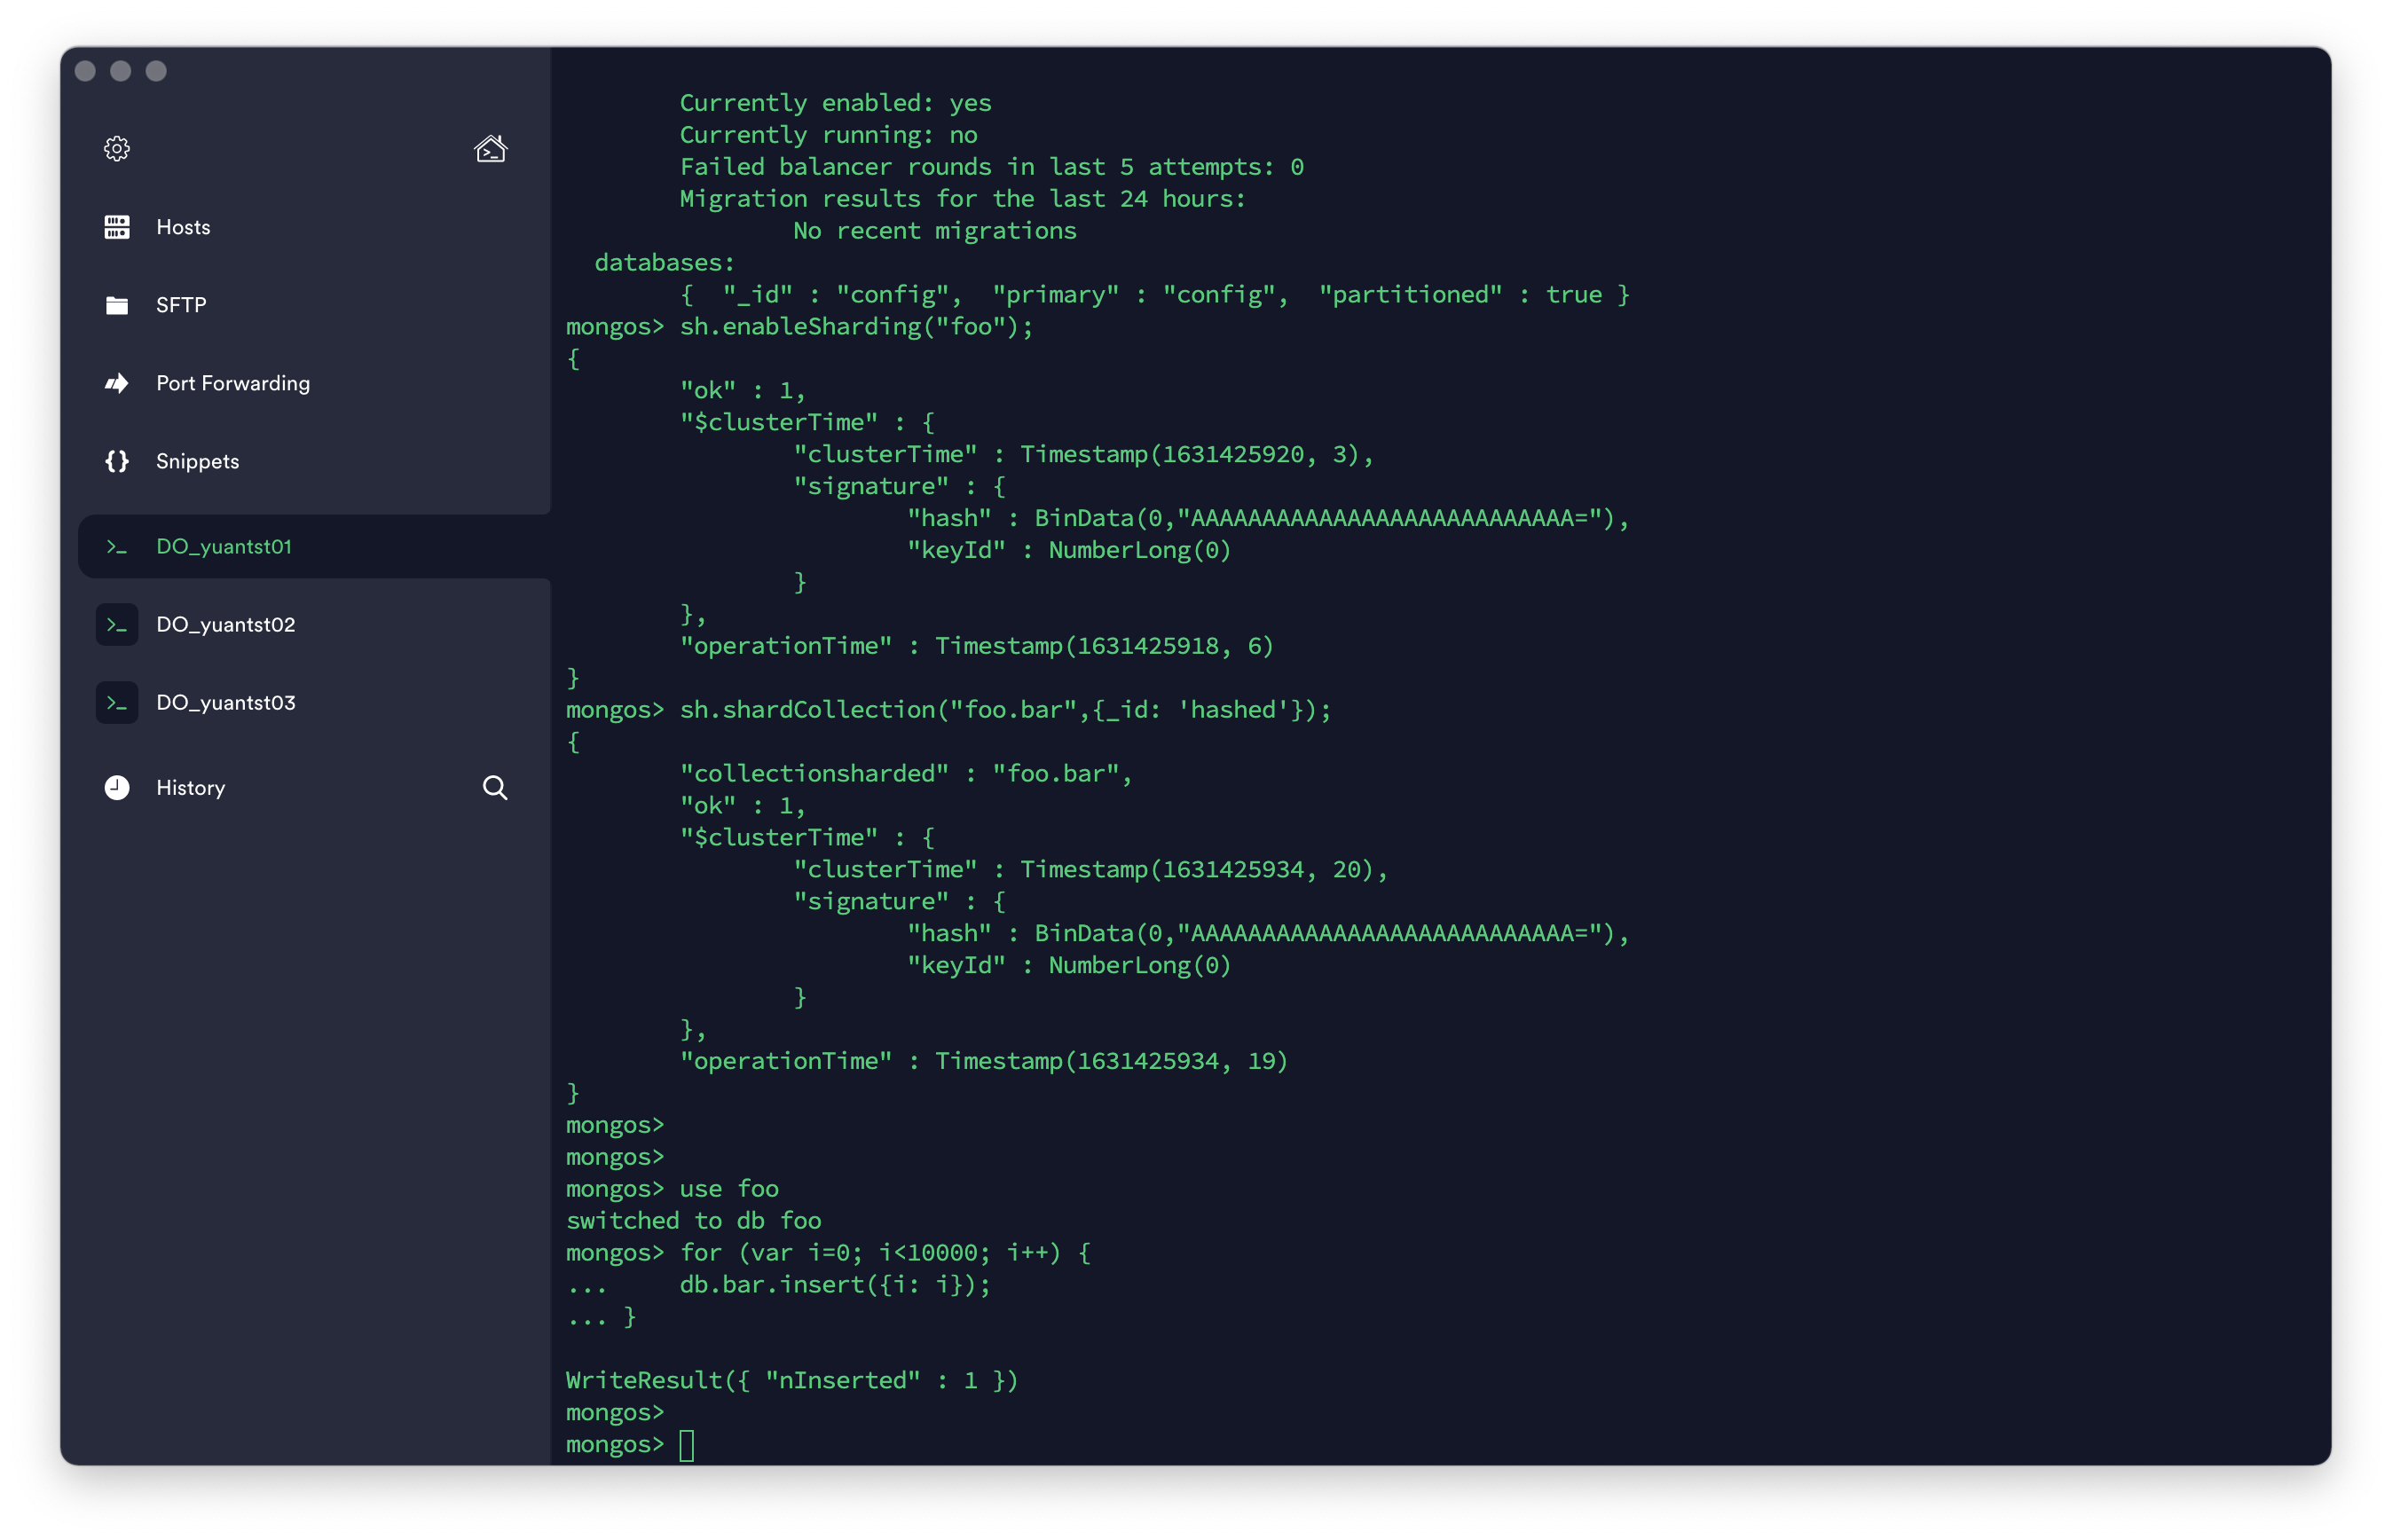 Hosts
SFTP
Port Forwarding
Snippets
DO_yuantst01
DO_yuantst02
DO_yuantst03
History
        Currently enabled: yes
        Currently running: no
        Failed balancer rounds in last 5 attempts: 0
        Migration results for the last 24 hours:
                No recent migrations
  databases:
        {  "_id" : "config",  "primary" : "config",  "partitioned" : true }
mongos> sh.enableSharding("foo");
{
        "ok" : 1,
        "$clusterTime" : {
                "clusterTime" : Timestamp(1631425920, 3),
                "signature" : {
                        "hash" : BinData(0,"AAAAAAAAAAAAAAAAAAAAAAAAAAA="),
                        "keyId" : NumberLong(0)
                }
        },
        "operationTime" : Timestamp(1631425918, 6)
}
mongos> sh.shardCollection("foo.bar",{_id: 'hashed'});
{
        "collectionsharded" : "foo.bar",
        "ok" : 1,
        "$clusterTime" : {
                "clusterTime" : Timestamp(1631425934, 20),
                "signature" : {
                        "hash" : BinData(0,"AAAAAAAAAAAAAAAAAAAAAAAAAAA="),
                        "keyId" : NumberLong(0)
                }
        },
        "operationTime" : Timestamp(1631425934, 19)
}
mongos>
mongos>
mongos> use foo
switched to db foo
mongos> for (var i=0; i<10000; i++) {
...     db.bar.insert({i: i});
... }

WriteResult({ "nInserted" : 1 })
mongos>
mongos>